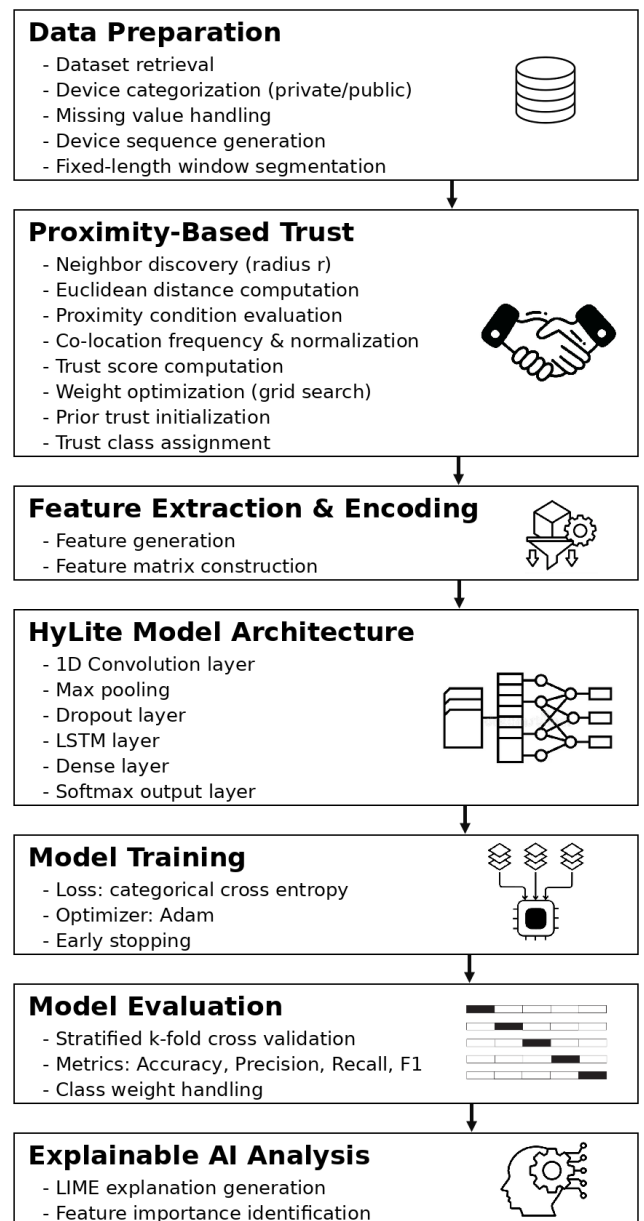 Data Preparation
- Dataset retrieval
- Device categorization (private/public)
- Missing value handling
- Device sequence generation
- Fixed-length window segmentation
Proximity-Based Trust
- Neighbor discovery (radius r)
- Euclidean distance computation
- Proximity condition evaluation
- Co-location frequency & normalization
- Trust score computation
- Weight optimization (grid search)
- Prior trust initialization
- Trust class assignment
Feature Extraction & Encoding
- Feature generation
- Feature matrix construction
HyLite Model Architecture
- 1D Convolution layer
- Max pooling
- Dropout layer
- LSTM layer
- Dense layer
- Softmax output layer
Model Training
- Loss: categorical cross entropy
- Optimizer: Adam
- Early stopping
Model Evaluation
- Stratified k-fold cross validation
- Metrics: Accuracy, Precision, Recall, F1
- Class weight handling
Explainable AI Analysis
- LIME explanation generation
- Feature importance identification